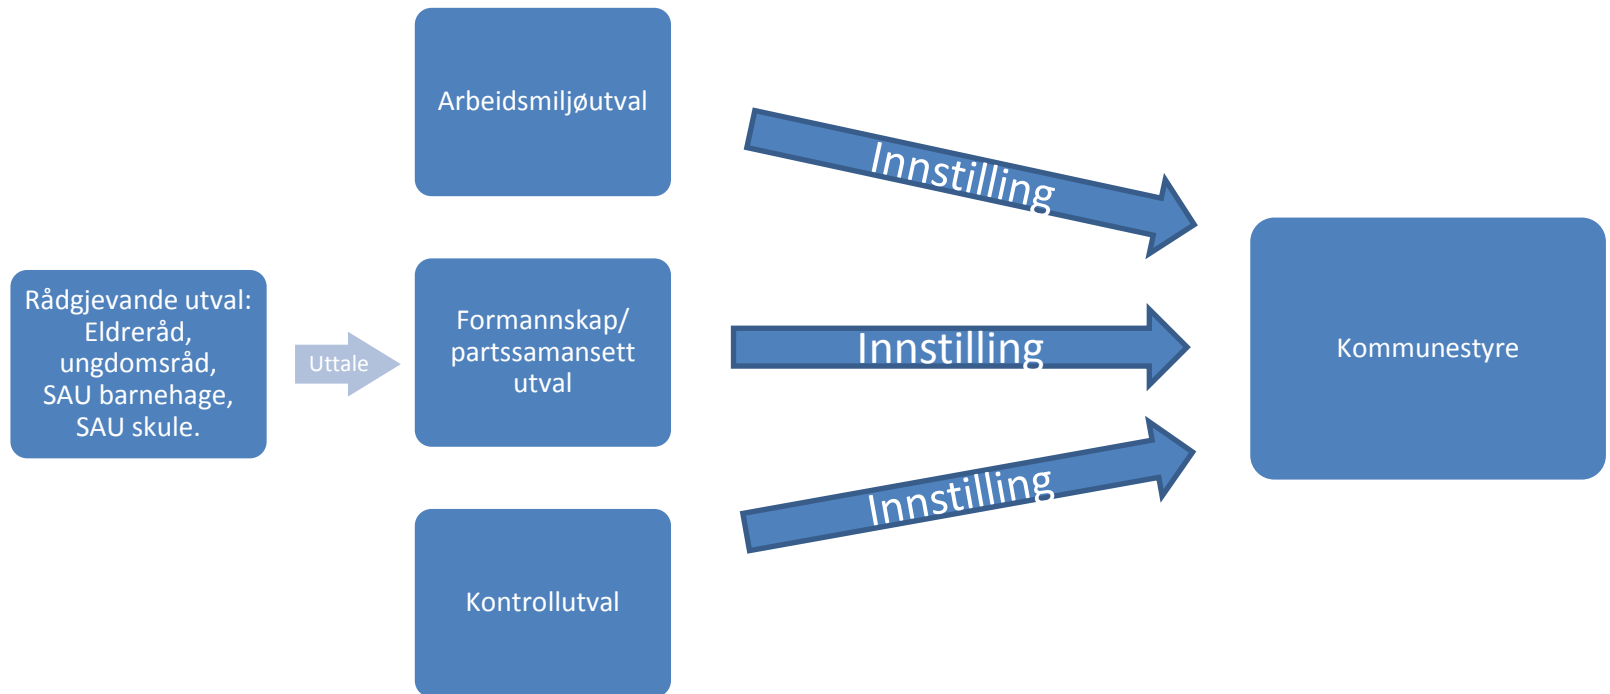 Rådgjevande utval:
Eldreråd,
ungdomsråd,
SAU barnehage,
SAU skule.
Uttale
Arbeidsmiljøutval
Formannskap/
partssamansett
utval
Kontrollutval
Innstilling
Innstilling
Innstilling
Kommunestyre